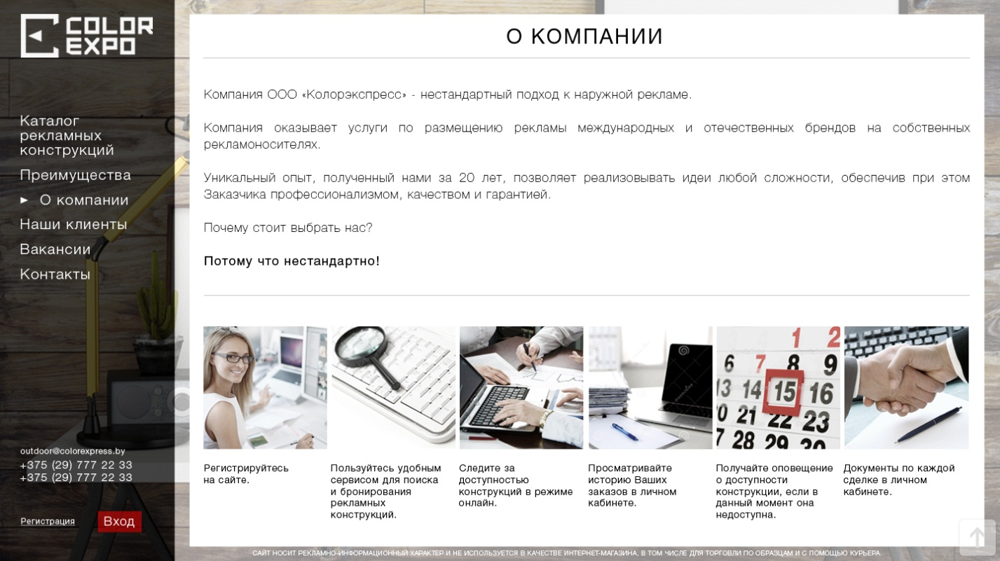 COLOR
EXPO
Каталог
рекламных
конструкций
Преимущества
О компании
Наши клиенты
Вакансии
Контакты
outdoor@colorexpress.by
+375 (29) 777 22 33
+375 (29) 777 22 33
Регистрация
Вход
О КОМПАНИИ
Компания ООО «Колорэкспресс» - нестандартный подход к наружной рекламе.
Компания оказывает услуги по размещению рекламы международных и отечественных брендов на собственных
рекламоносителях.
Уникальный опыт, полученный нами за 20 лет, позволяет реализовывать идеи любой сложности, обеспечив при этом
Заказчика профессионализмом, качеством и гарантией.
Почему стоит выбрать нас?
Потому что нестандартно!
1 2
6 7 8 9
13 14 15 16
20 21 22 23
28 29 30
Регистрируйтесь
на сайте.
Пользуйтесь удобным
сервисом для поиска
и бронирования
рекламных
конструкций.
Следите за
доступностью
конструкций в режиме
онлайн.
Просматривайте
историю Ваших
заказов в личном
кабинете.
Получайте оповещение
о доступности
конструкции, если в
данный момент она
недоступна.
Документы по каждой
сделке в личном
кабинете.
САЙТ НОСИТ РЕКЛАМНО-ИНФОРМАЦИОННЫЙ ХАРАКТЕР И НЕ ИСПОЛЬЗУЕТСЯ В КАЧЕСТВЕ ИНТЕРНЕТ-МАГАЗИНА, В ТОМ ЧИСЛЕ ДЛЯ ТОРГОВЛИ ПО ОБРАЗЦАМ И С ПОМОЩЬЮ КУРЬЕРА.